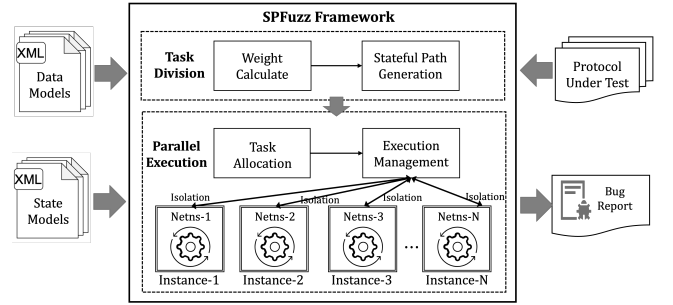 SPFuzz Framework
XML
Data
Models
Task
Division
Weight
Calculate
Stateful Path
Generation
Protocol
Under Test
XML
State
Models
Parallel
Execution
Task
Allocation
Execution
Management
Isolation
Isolation
Isolation
Isolation
Netns-1
Netns-2
Netns-3
Netns-N
...
Instance-1
Instance-2
Instance-3
Instance-N
Bug
Report